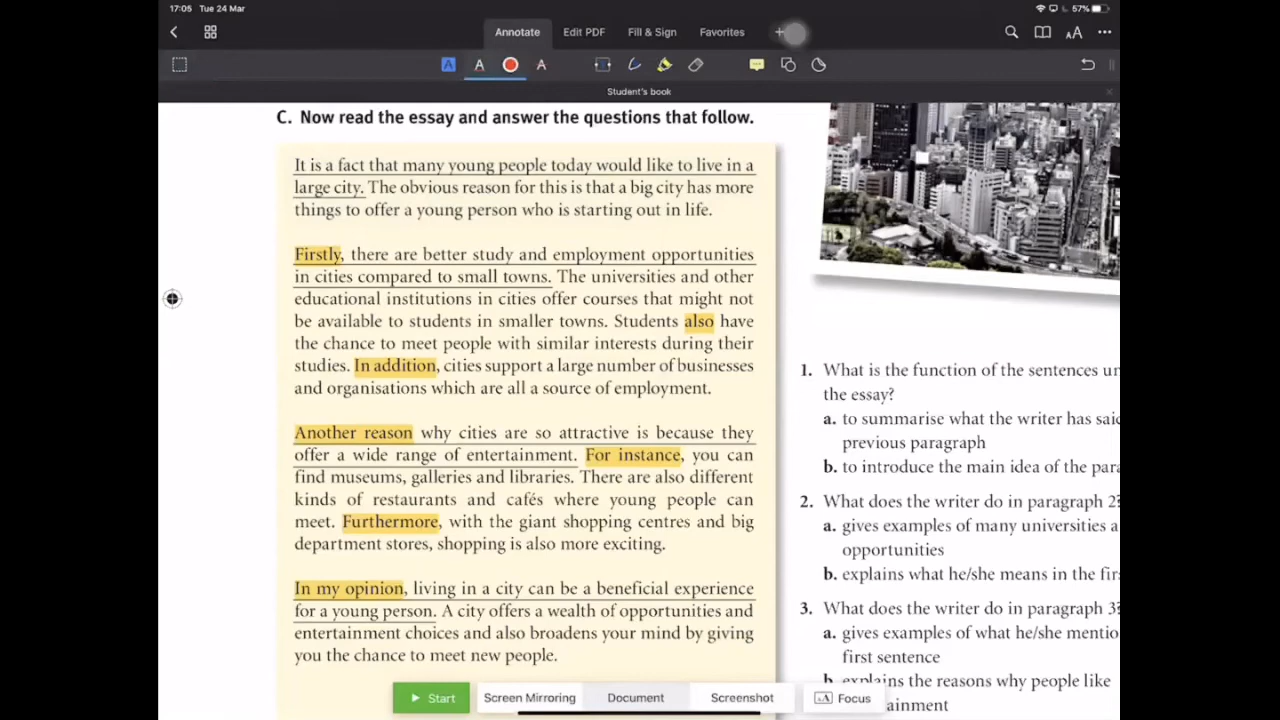 17:05 Tue 24 Mar
57%
Annotate Edit PDF Fill & Sign Favorites +
Student's book
C. Now read the essay and answer the questions that follow.
It is a fact that many young people today would like to live in a
large city. The obvious reason for this is that a big city has more
things to offer a young person who is starting out in life.
Firstly, there are better study and employment opportunities
in cities compared to small towns. The universities and other
educational institutions in cities offer courses that might not
be available to students in smaller towns. Students also have
the chance to meet people with similar interests during their
studies. In addition, cities support a large number of businesses
and organisations which are all a source of employment.
Another reason why cities are so attractive is because they
offer a wide range of entertainment. For instance, you can
find museums, galleries and libraries. There are also different
kinds of restaurants and cafés where young people can
meet. Furthermore, with the giant shopping centres and big
department stores, shopping is also more exciting.
In my opinion, living in a city can be a beneficial experience
for a young person. A city offers a wealth of opportunities and
entertainment choices and also broadens your mind by giving
you the chance to meet new people.
1. What is the function of the sentences
the essay?
a. to summarise what the writer has
previous paragraph
b. to introduce the main idea of the
2. What does the writer do in paragraph 2?
a. gives examples of many universities
opportunities
b. explains what he/she means in the
3. What does the writer do in paragraph 3?
a. gives examples of what he/she
first sentence
b. explains the reasons why people like
Start Screen Mirroring Document Screenshot Focus